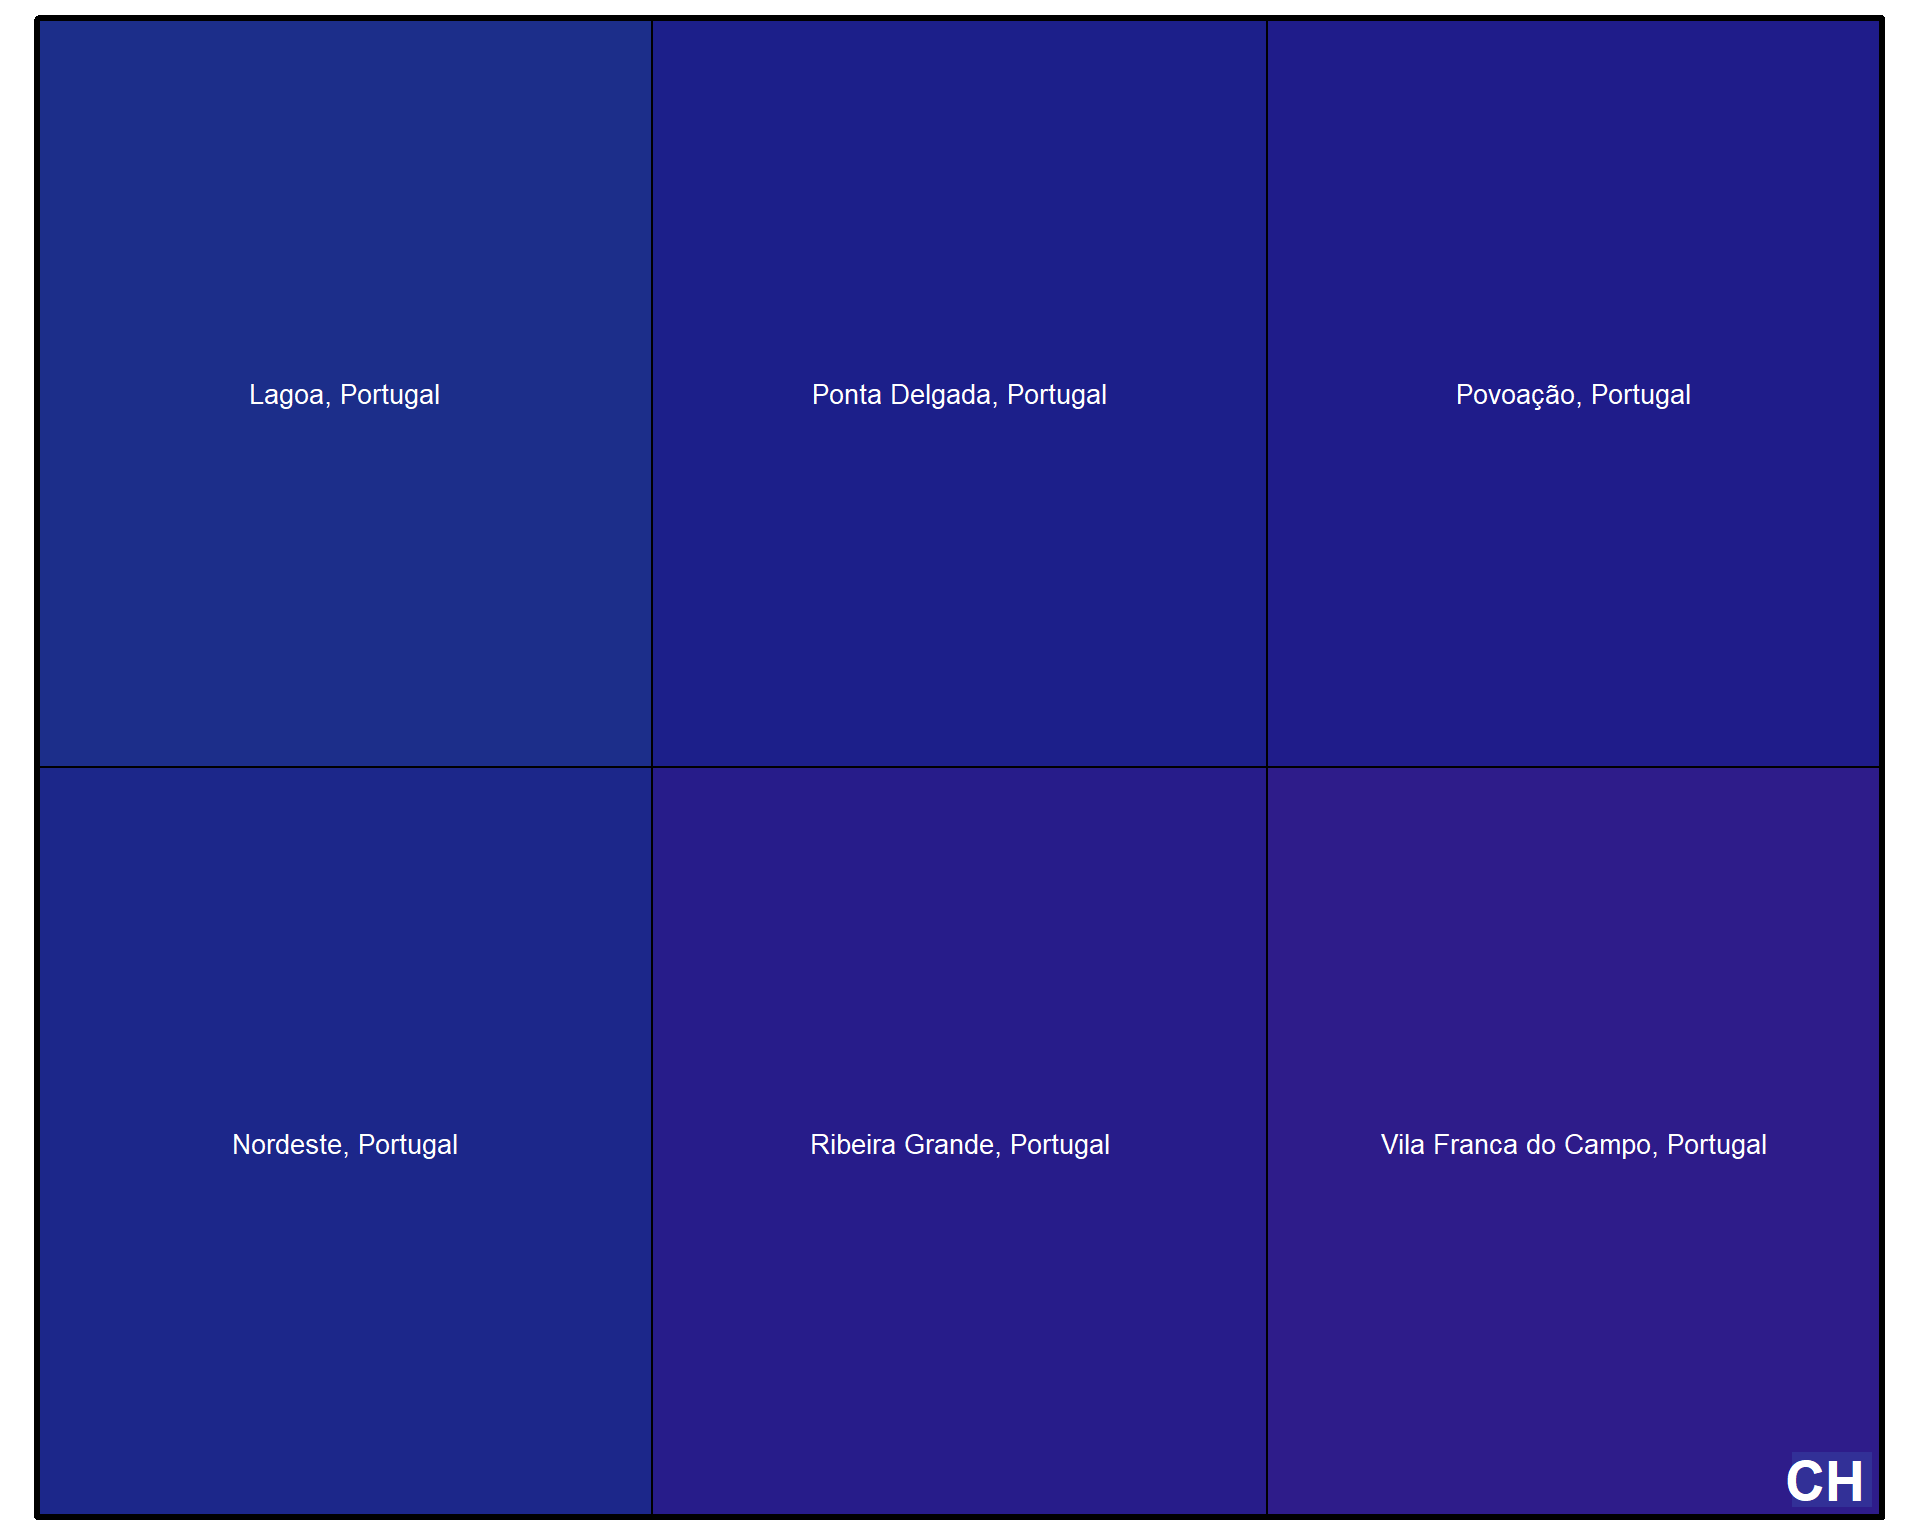 Lagoa, Portugal
Ponta Delgada, Portugal
Povoação, Portugal
Nordeste, Portugal
Ribeira Grande, Portugal
Vila Franca do Campo, Portugal
CH